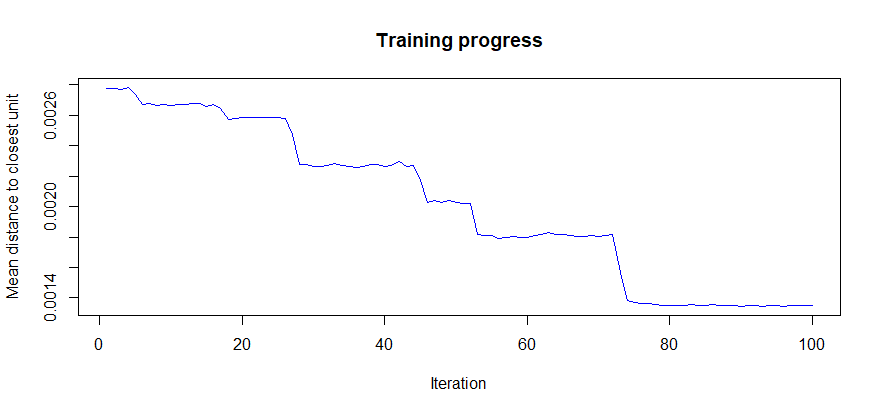 Training progress
Mean distance to closest unit
0.0026
0.0020
0.0014
0 20 40 60 80 100
Iteration